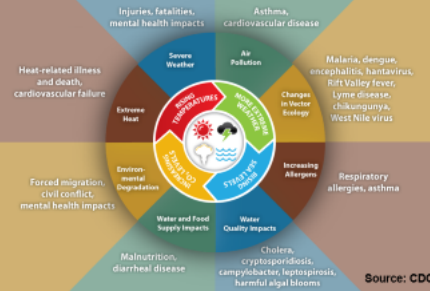 Injuries, fatalities,
mental health impacts
Asthma,
cardiovascular disease
Severe
Weather
Air
Pollution
Malaria, dengue,
encephalitis, hantavirus,
Rift Valley fever,
Lyme disease,
chikungunya,
West Nile virus
Heat-related illness
and death,
cardiovascular failure
Extreme
Heat
RISING
TEMPERATURES
MORE EXTREME
WEATHER
Changes
in Vector
Ecology
Environ-
mental
Degradation
INCREASING
CO₂ LEVELS
RISING
SEA LEVELS
Increasing
Allergens
Respiratory
allergies, asthma
Forced migration,
civil conflict,
mental health impacts
Water and Food
Supply Impacts
Water
Quality Impacts
Malnutrition,
diarrheal disease
Cholera,
cryptosporidiosis,
campylobacter, leptospirosis,
harmful algal blooms
Source: CDC